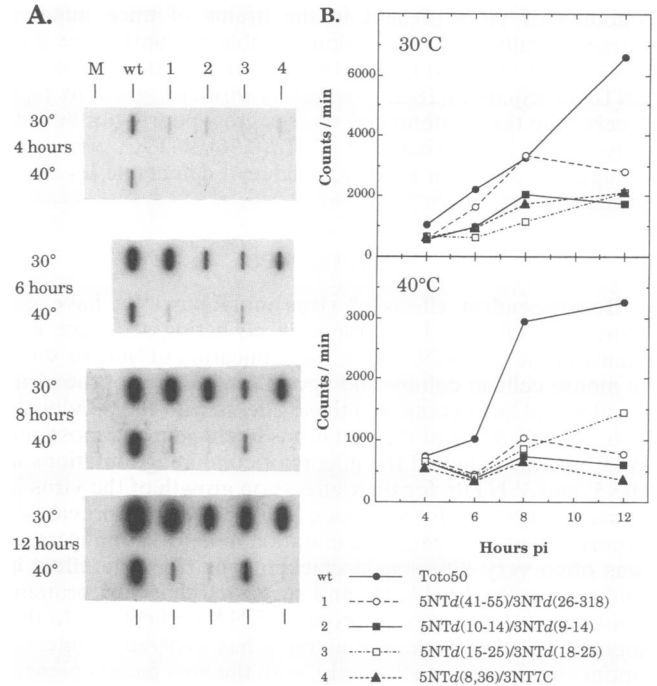 A.
M wt 1 2 3 4
30°
4 hours
40°
30°
6 hours
40°
30°
8 hours
40°
30°
12 hours
40°
B.
30°C
Counts / min
6000
4000
2000
0
40°C
Counts / min
3000
2000
1000
0
4 6 8 10 12
Hours pi
wt Toto50
1 5NTd(41-55)/3NTd(26-318)
2 5NTd(10-14)/3NTd(9-14)
3 5NTd(15-25)/3NTd(18-25)
4 5NTd(8,36)/3NT7C